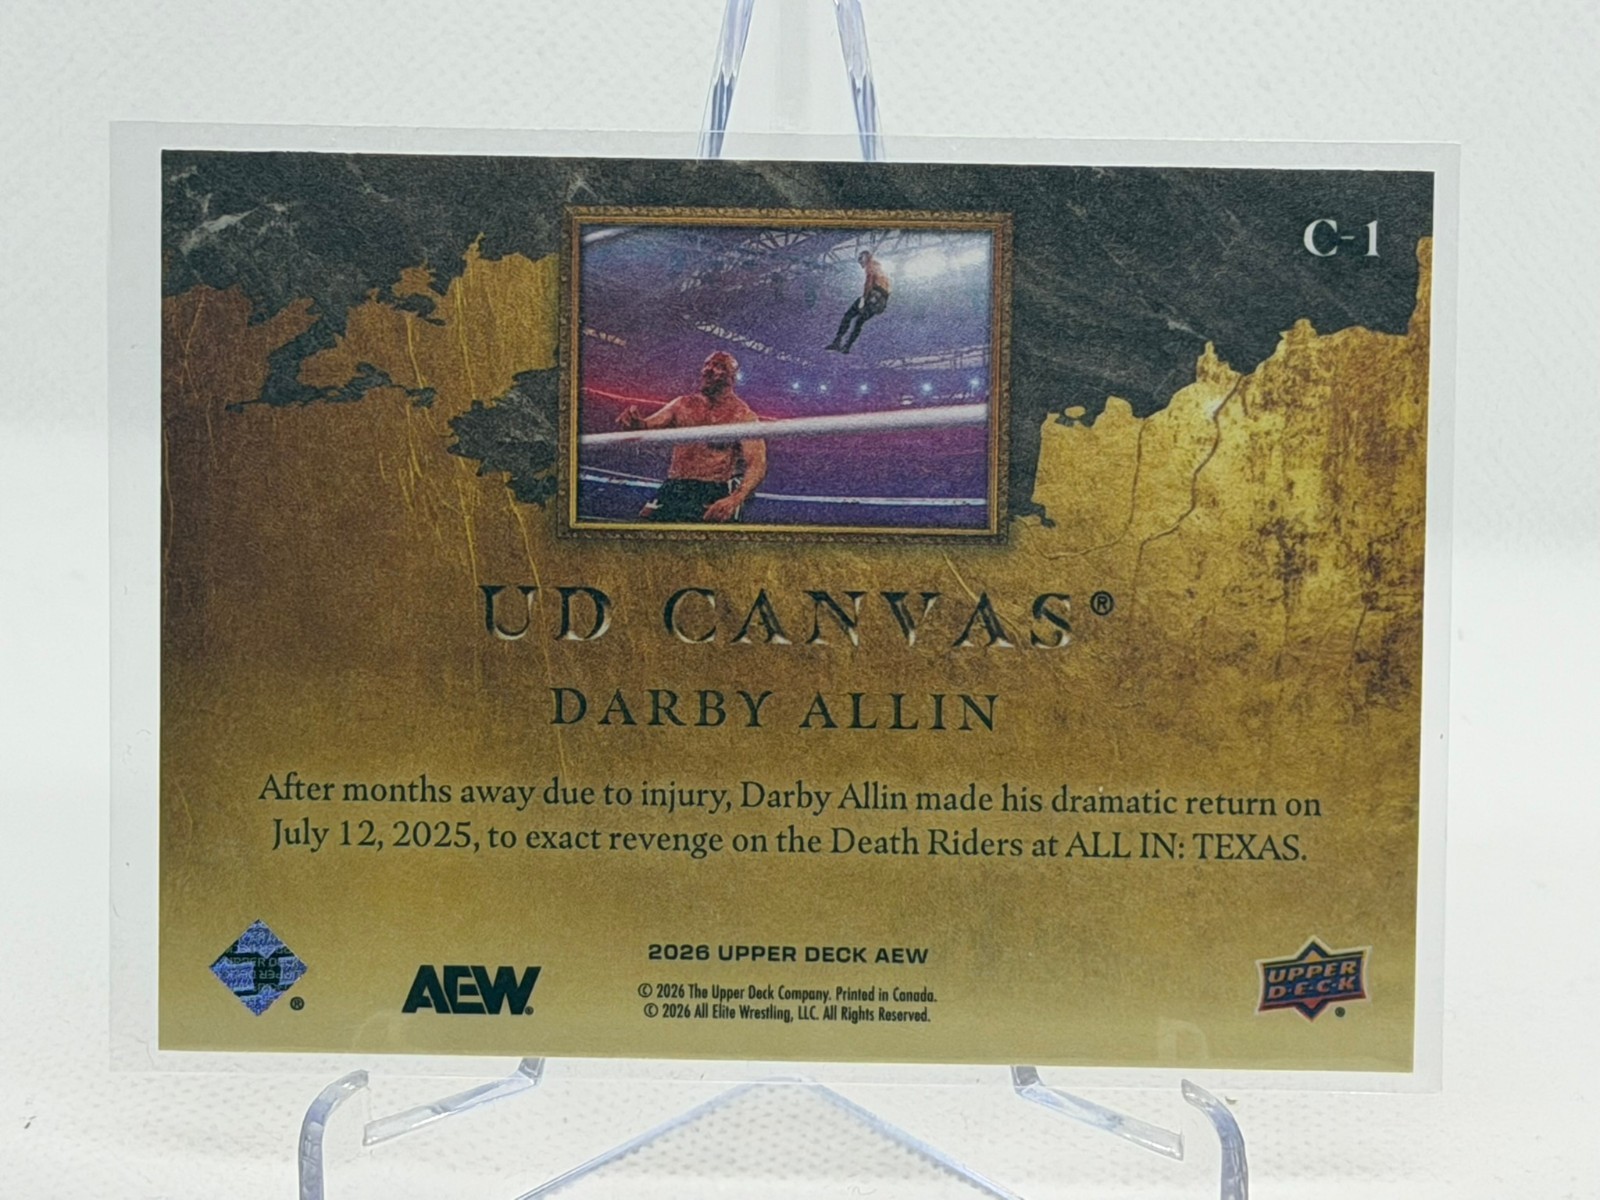 C-1
UD CANVAS®
DARBY ALLIN
After months away due to injury, Darby Allin made his dramatic return on
July 12, 2025, to exact revenge on the Death Riders at ALL IN: TEXAS.
2026 UPPER DECK AEW
© 2026 The Upper Deck Company. Printed in Canada.
© 2026 All Elite Wrestling, LLC. All Rights Reserved.
®
AEW
UPPER
D·E·C·K